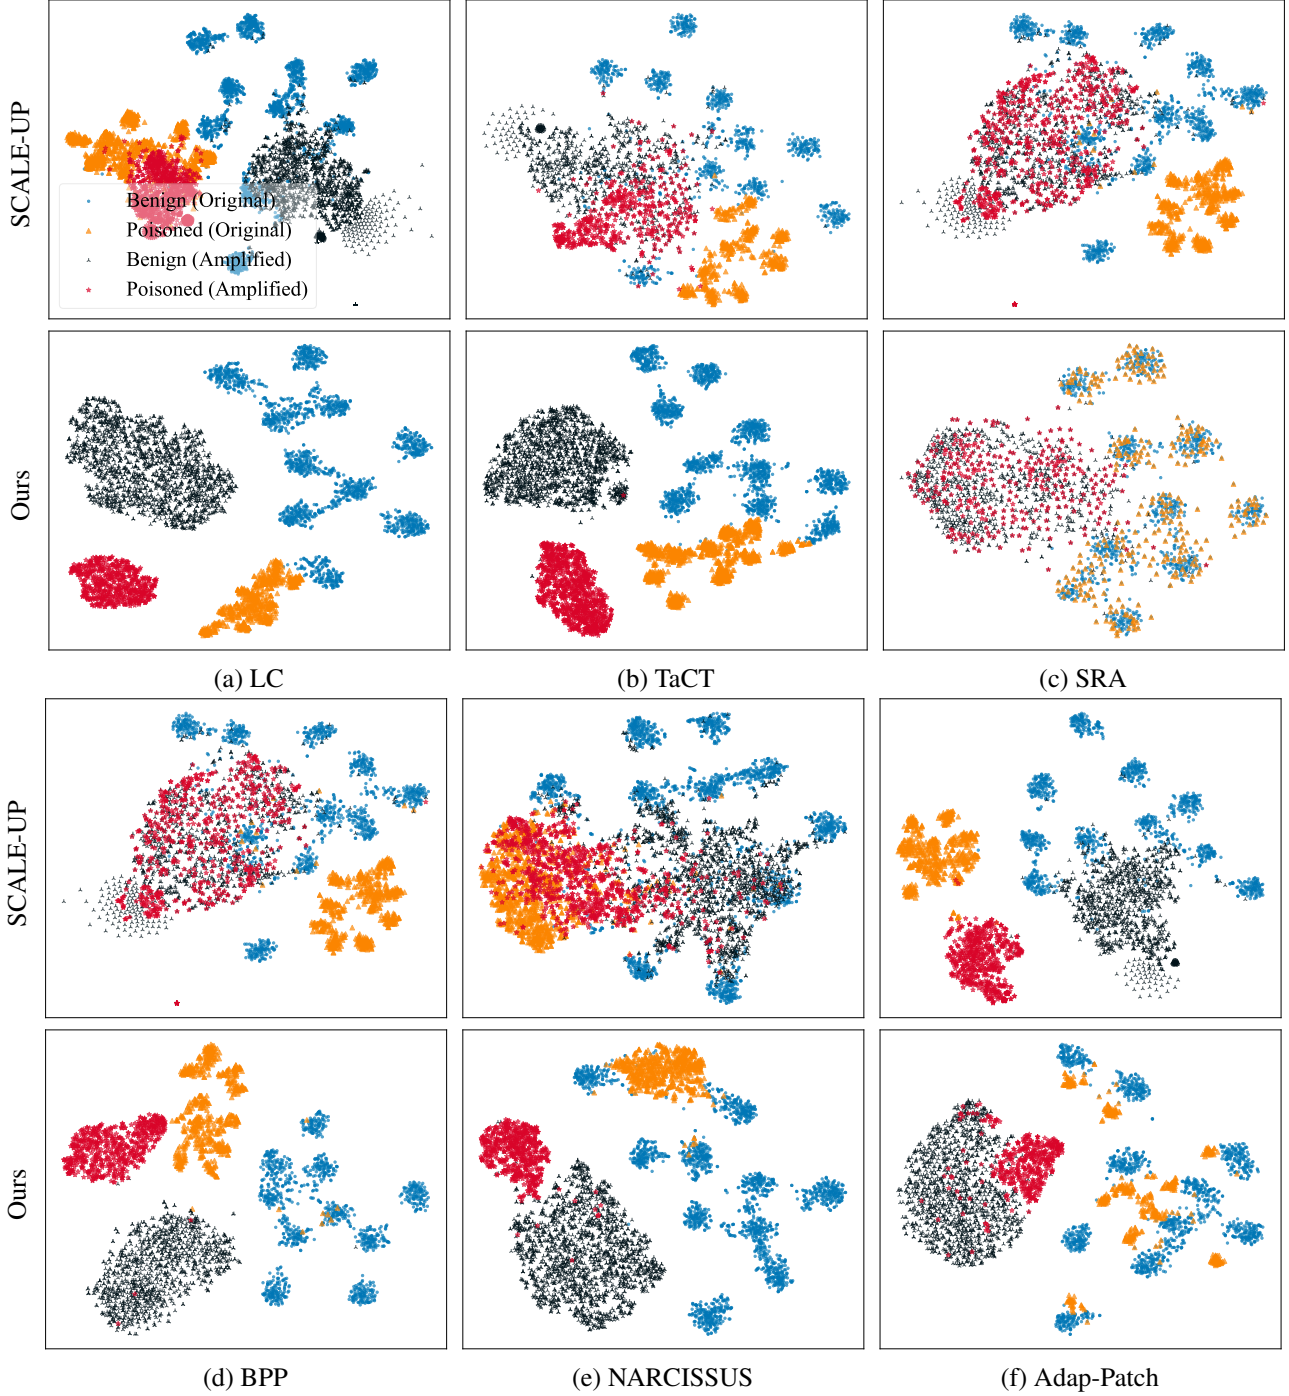 SCALE-UP
Benign (Original)
Poisoned (Original)
Benign (Amplified)
Poisoned (Amplified)
Ours
(a) LC
(b) TaCT
(c) SRA
SCALE-UP
Ours
(d) BPP
(e) NARCISSUS
(f) Adap-Patch